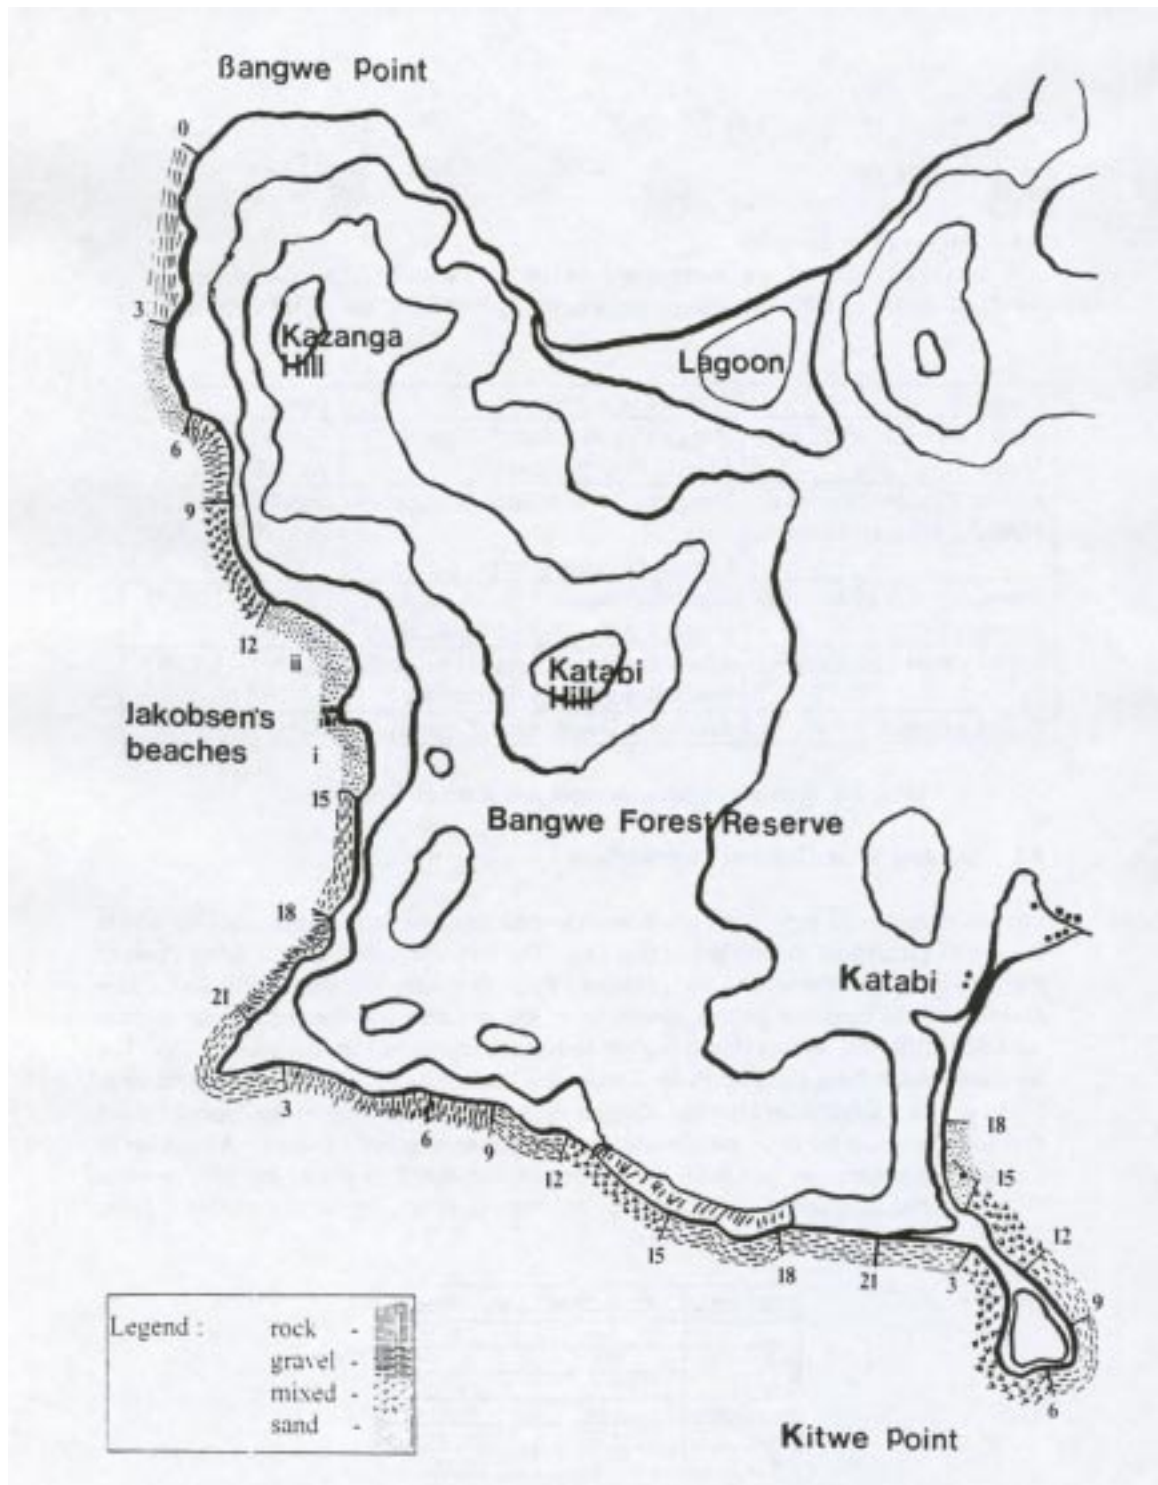 Bangwe Point
0
3
Kazanga
Hill
Lagoon
6
9
12
ii
Jakobsen's
beaches
i
15
Bangwe Forest Reserve
18
Katabi
Hill
21
Katabi
3
6
9
12
15
18
21
3
18
15
12
9
6
Legend :
rock -
gravel -
mixed -
sand -
Kitwe Point